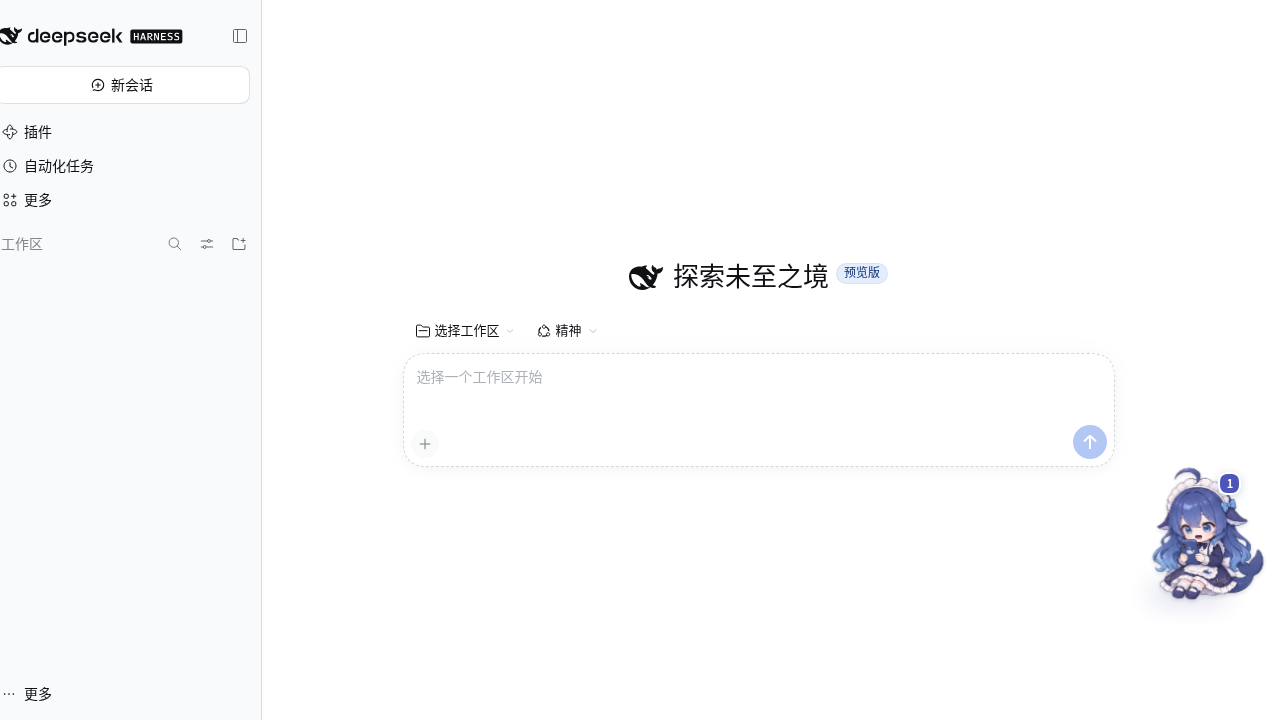 deepseek HARNESS
新会话
插件
自动化任务
更多
工作区
探索未至之境 预览版
选择工作区 精神
选择一个工作区开始
1
更多